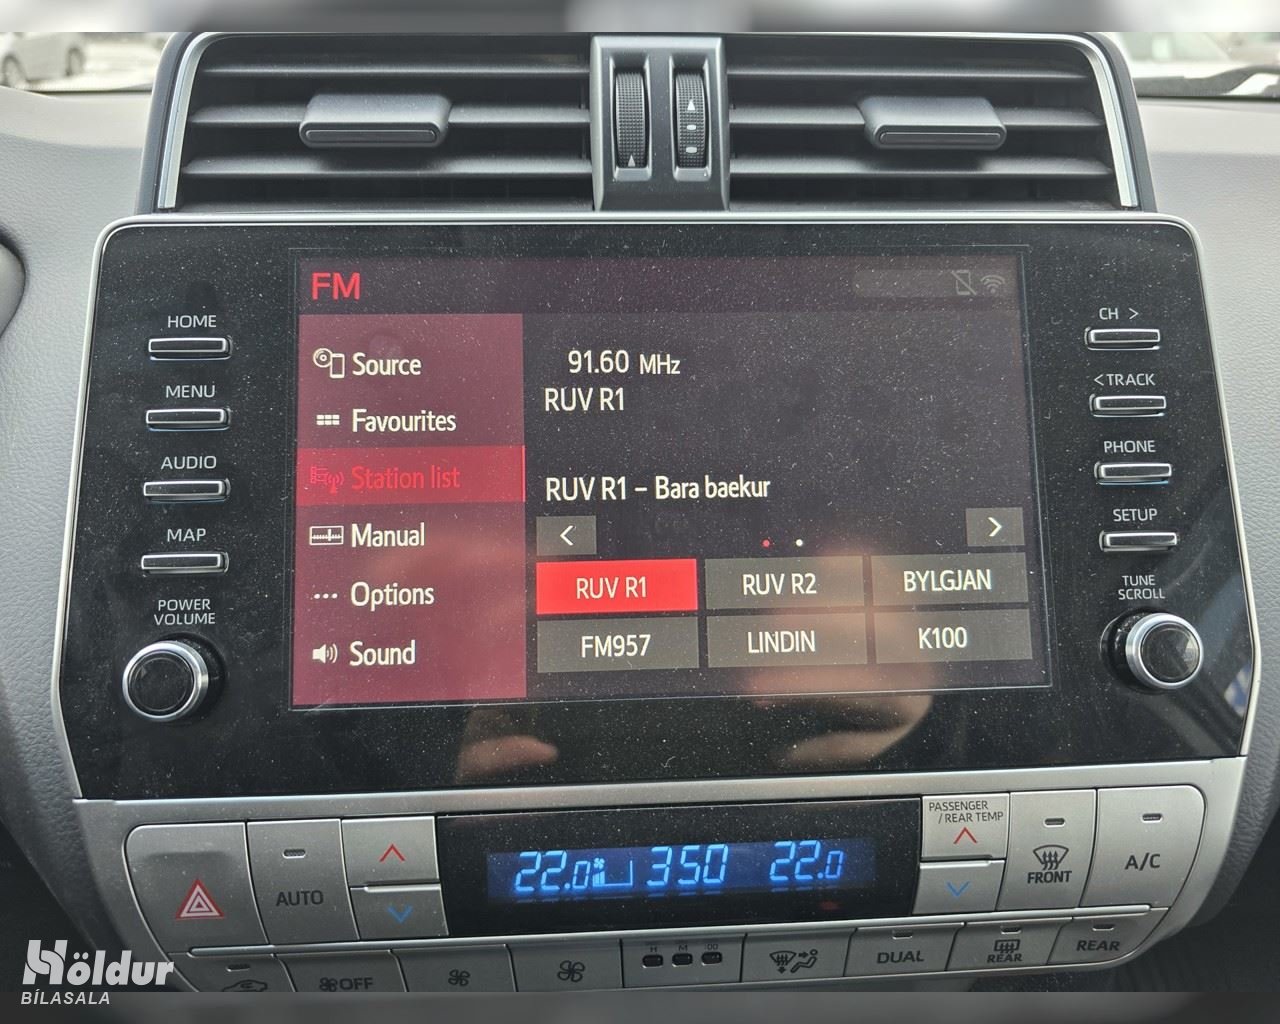 FM
HOME
MENU
AUDIO
MAP
POWER
VOLUME
Source
Favourites
Station list
Manual
Options
Sound
91.60 MHz
RUV R1
RUV R1 - Bara baekur
<
>
RUV R1
RUV R2
BYLGJAN
FM957
LINDIN
K100
CH >
< TRACK
PHONE
SETUP
TUNE
SCROLL
22.0
350
22.0
PASSENGER
/REAR TEMP
AUTO
FRONT
A/C
OFF
H M :00
DUAL
REAR
REAR
Höldur
BÍLASALA